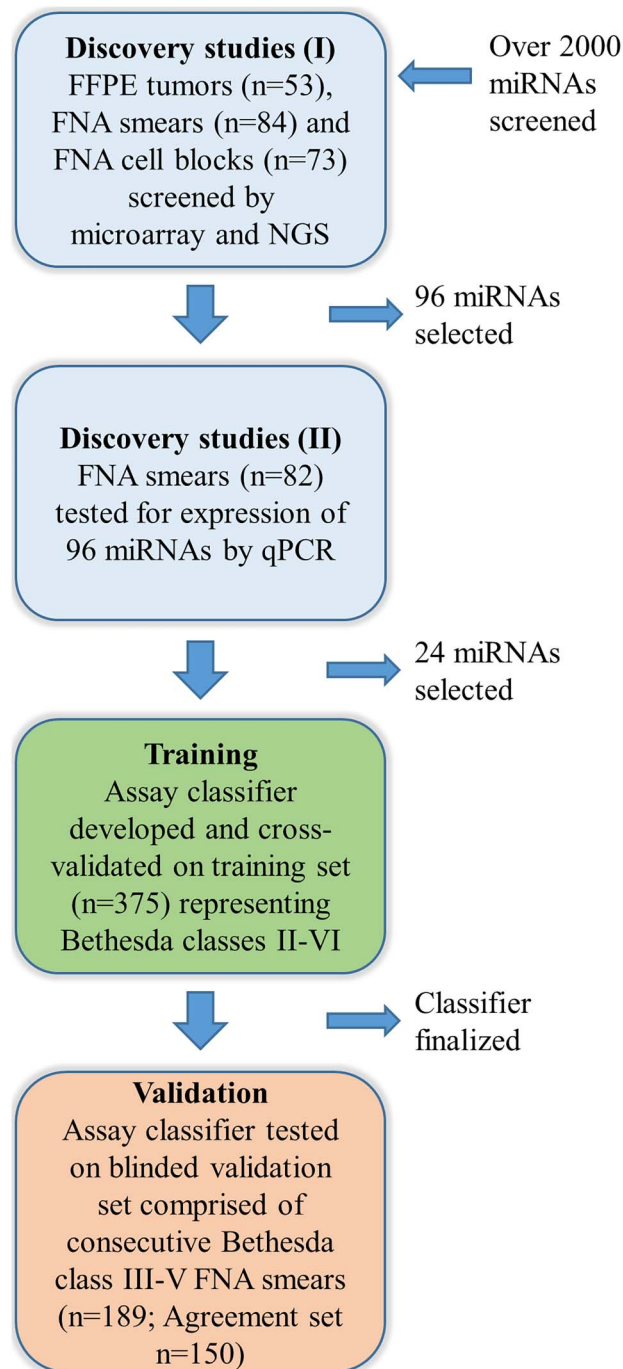 Discovery studies (I)
FFPE tumors (n=53),
FNA smears (n=84) and
FNA cell blocks (n=73)
screened by
microarray and NGS
Over 2000
miRNAs
screened
96 miRNAs
selected
Discovery studies (II)
FNA smears (n=82)
tested for expression of
96 miRNAs by qPCR
24 miRNAs
selected
Training
Assay classifier
developed and cross-
validated on training set
(n=375) representing
Bethesda classes II-VI
Classifier
finalized
Validation
Assay classifier tested
on blinded validation
set comprised of
consecutive Bethesda
class III-V FNA smears
(n=189; Agreement set
n=150)